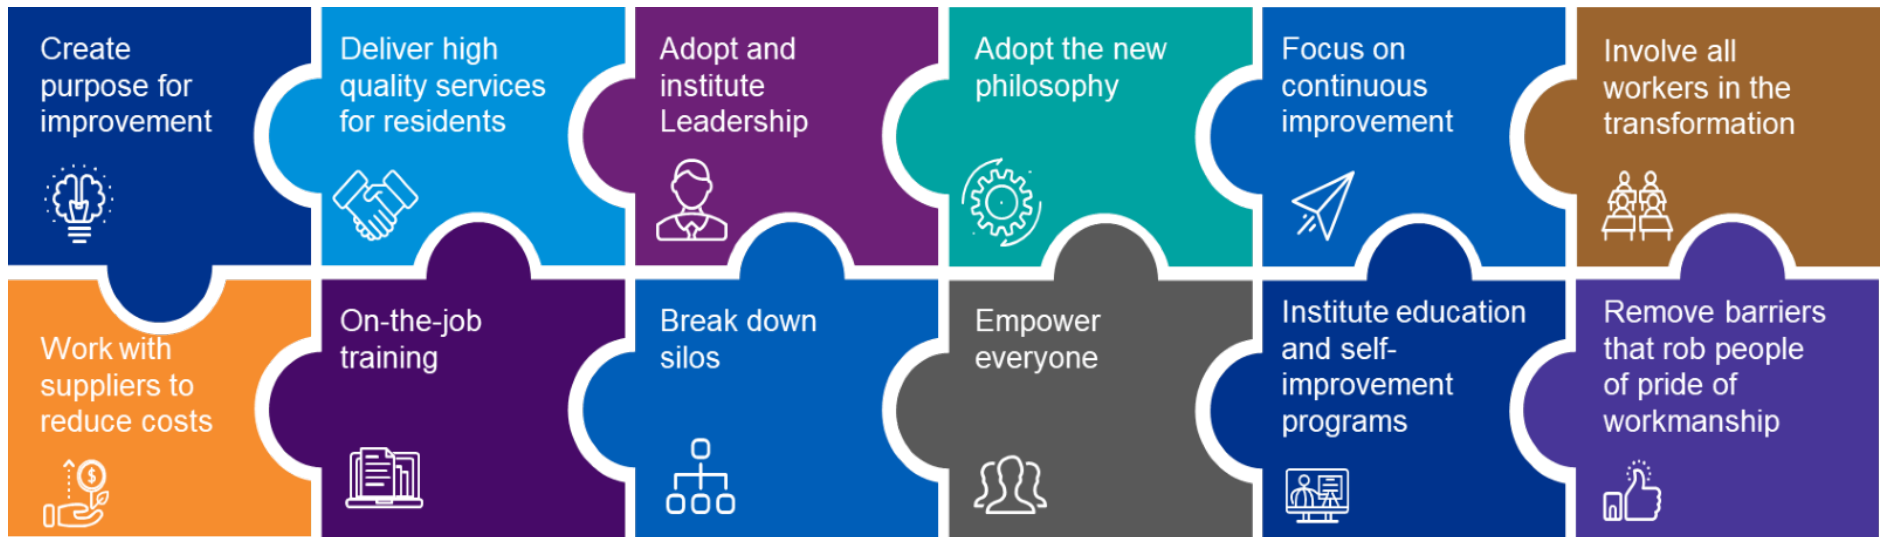 Create
purpose for
improvement
Deliver high
quality services
for residents
Adopt and
institute
Leadership
Adopt the new
philosophy
Focus on
continuous
improvement
Involve all
workers in the
transformation
Work with
suppliers to
reduce costs
$
On-the-job
training
Break down
silos
Empower
everyone
Institute education
and self-
improvement
programs
Remove barriers
that rob people
of pride of
workmanship